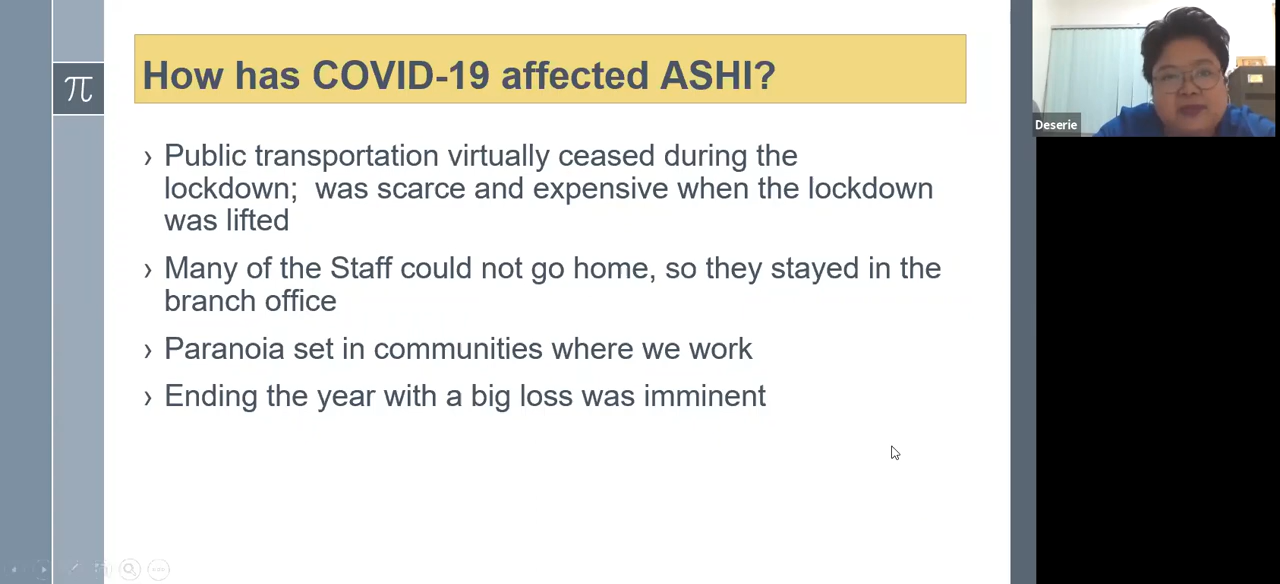 π
How has COVID-19 affected ASHI?
› Public transportation virtually ceased during the
lockdown;  was scarce and expensive when the lockdown
was lifted
› Many of the Staff could not go home, so they stayed in the
branch office
› Paranoia set in communities where we work
› Ending the year with a big loss was imminent
Deserie